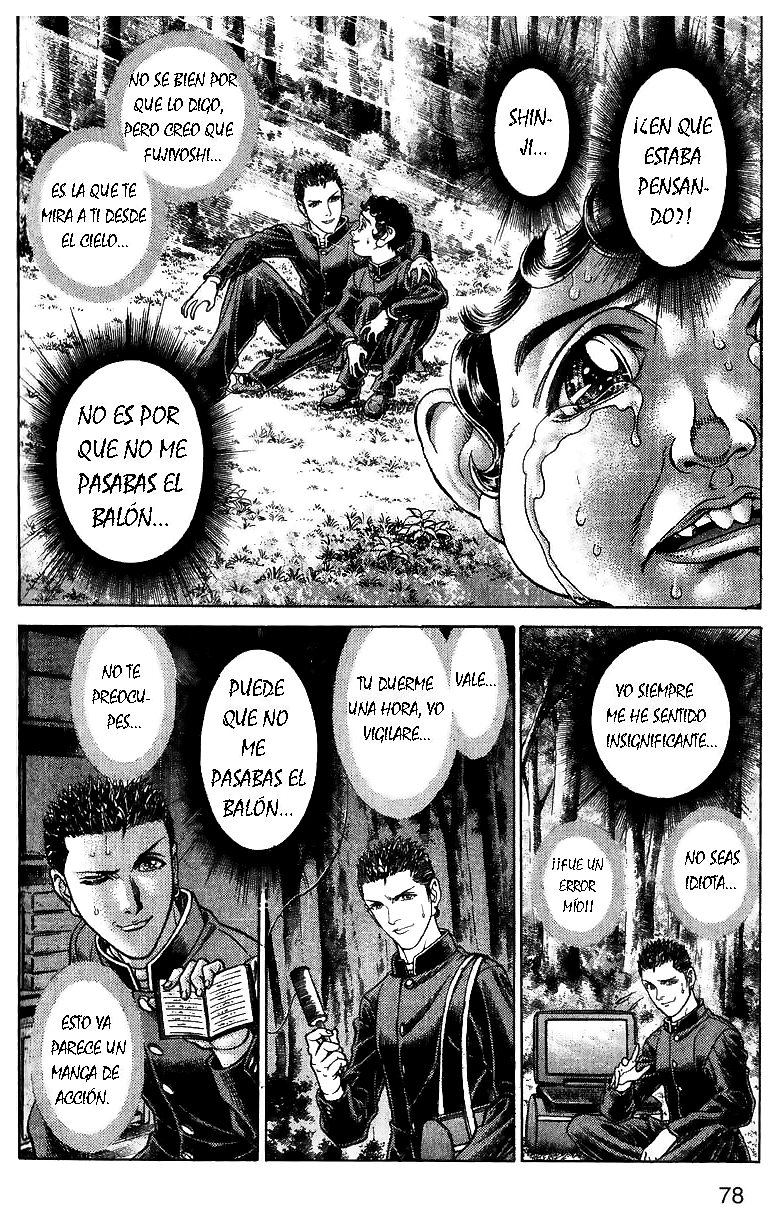 ¡¿EN QUE
ESTABA
PENSAN-
DO?!
SHIN-
JI...
NO SE BIEN POR
QUE LO DIGO,
PERO CREO QUE
FUJIYOSHI...
ES LA QUE TE
MIRA A TI DESDE
EL CIELO...
NO ES POR
QUE NO ME
PASABAS EL
BALÓN...
YO SIEMPRE
ME HE SENTIDO
INSIGNIFICANTE...
NO SEAS
IDIOTA...
¡¡FUE UN
ERROR
MÍO!!
VALE...
TU DUERME
UNA HORA, YO
VIGILARE...
PUEDE
QUE NO
ME
PASABAS EL
BALÓN...
NO TE
PREOCU-
PES...
ESTO YA
PARECE UN
MANGA DE
ACCIÓN.
78